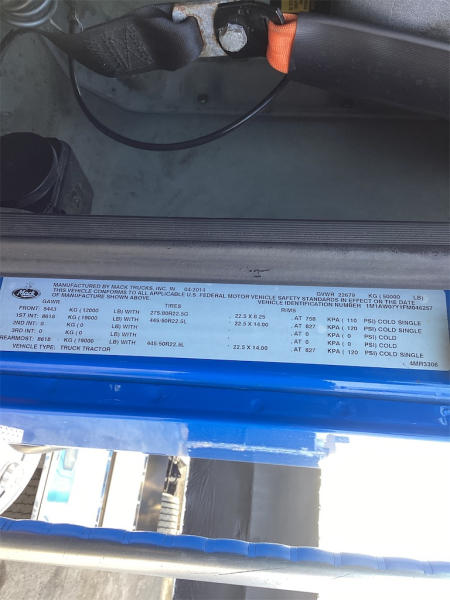 Mack
MANUFACTURED BY MACK TRUCKS, INC. IN 04-2014 GVWR 22679 KG (50000 LB)
THIS VEHICLE CONFORMS TO ALL APPLICABLE U.S. FEDERAL MOTOR VEHICLE SAFETY STANDARDS IN EFFECT ON THE DATE
OF MANUFACTURE SHOWN ABOVE. VEHICLE IDENTIFICATION NUMBER 1M1AW07Y1FM046257
GAWR TIRES RIMS
FRONT: 5443 KG (12000 LB) WITH 275/80R22.5G , 22.5 X 8.25 , AT 758 KPA ( 110 PSI) COLD SINGLE
1ST INT: 8618 KG (19000 LB) WITH 445/50R22.5L , 22.5 X 14.00 , AT 827 KPA ( 120 PSI) COLD SINGLE
2ND INT: 0 KG (0 LB) WITH , AT 0 KPA ( 0 PSI) COLD
3RD INT: 0 KG (0 LB) WITH , AT 0 KPA ( 0 PSI) COLD
REARMOST: 8618 KG (19000 LB) WITH 445/50R22.5L , 22.5 X 14.00 , AT 827 KPA ( 120 PSI) COLD SINGLE
VEHICLE TYPE: TRUCK TRACTOR 4MR5306